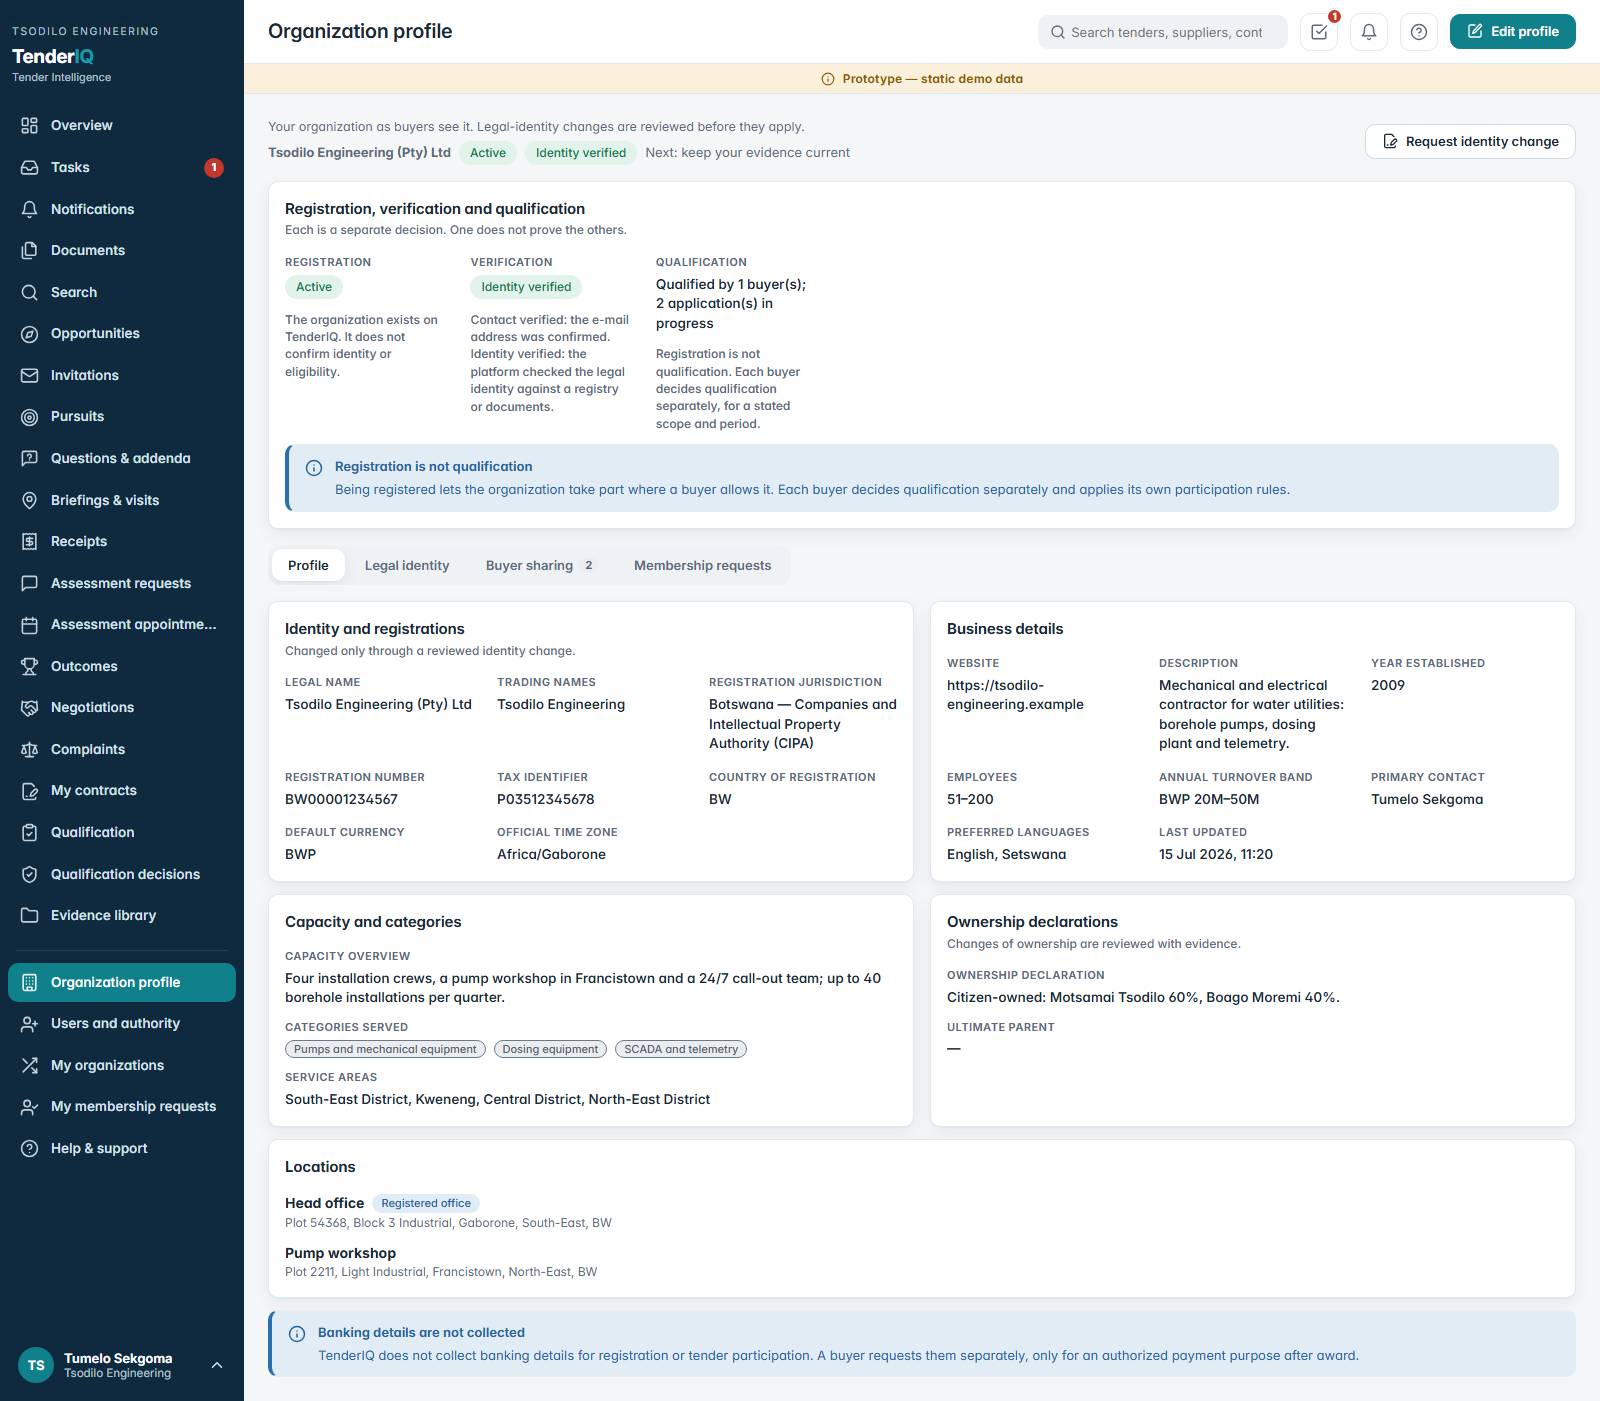 TSODILO ENGINEERING
TenderIQ
Tender Intelligence
Overview
Tasks 1
Notifications
Documents
Search
Opportunities
Invitations
Pursuits
Questions & addenda
Briefings & visits
Receipts
Assessment requests
Assessment appointme...
Outcomes
Negotiations
Complaints
My contracts
Qualification
Qualification decisions
Evidence library
Organization profile
Users and authority
My organizations
My membership requests
Help & support
TS
Tumelo Sekgoma
Tsodilo Engineering
Organization profile
Search tenders, suppliers, cont
1
Edit profile
Prototype — static demo data
Your organization as buyers see it. Legal-identity changes are reviewed before they apply.
Tsodilo Engineering (Pty) Ltd Active Identity verified Next: keep your evidence current
Request identity change
Registration, verification and qualification
Each is a separate decision. One does not prove the others.
REGISTRATION
Active
The organization exists on
TenderIQ. It does not
confirm identity or
eligibility.
VERIFICATION
Identity verified
Contact verified: the e-mail
address was confirmed.
Identity verified: the
platform checked the legal
identity against a registry
or documents.
QUALIFICATION
Qualified by 1 buyer(s);
2 application(s) in
progress
Registration is not
qualification. Each buyer
decides qualification
separately, for a stated
scope and period.
Registration is not qualification
Being registered lets the organization take part where a buyer allows it. Each buyer decides qualification separately and applies its own participation rules.
Profile Legal identity Buyer sharing 2 Membership requests
Identity and registrations
Changed only through a reviewed identity change.
LEGAL NAME
Tsodilo Engineering (Pty) Ltd
TRADING NAMES
Tsodilo Engineering
REGISTRATION JURISDICTION
Botswana — Companies and
Intellectual Property
Authority (CIPA)
REGISTRATION NUMBER
BW00001234567
TAX IDENTIFIER
P03512345678
COUNTRY OF REGISTRATION
BW
DEFAULT CURRENCY
BWP
OFFICIAL TIME ZONE
Africa/Gaborone
Business details
WEBSITE
https://tsodilo-
engineering.example
DESCRIPTION
Mechanical and electrical
contractor for water utilities:
borehole pumps, dosing
plant and telemetry.
YEAR ESTABLISHED
2009
EMPLOYEES
51–200
ANNUAL TURNOVER BAND
BWP 20M–50M
PRIMARY CONTACT
Tumelo Sekgoma
PREFERRED LANGUAGES
English, Setswana
LAST UPDATED
15 Jul 2026, 11:20
Capacity and categories
CAPACITY OVERVIEW
Four installation crews, a pump workshop in Francistown and a 24/7 call-out team; up to 40
borehole installations per quarter.
CATEGORIES SERVED
Pumps and mechanical equipment Dosing equipment SCADA and telemetry
SERVICE AREAS
South-East District, Kweneng, Central District, North-East District
Ownership declarations
Changes of ownership are reviewed with evidence.
OWNERSHIP DECLARATION
Citizen-owned: Motsamai Tsodilo 60%, Boago Moremi 40%.
ULTIMATE PARENT
—
Locations
Head office Registered office
Plot 54368, Block 3 Industrial, Gaborone, South-East, BW
Pump workshop
Plot 2211, Light Industrial, Francistown, North-East, BW
Banking details are not collected
TenderIQ does not collect banking details for registration or tender participation. A buyer requests them separately, only for an authorized payment purpose after award.